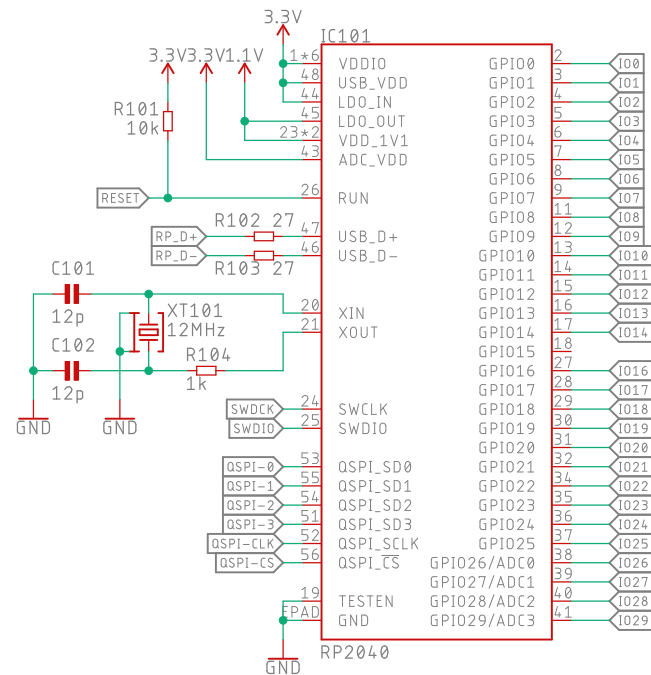 3.3V
IC101
3.3V 3.3V 1.1V
1*6 VDDIO GPIO0 2 IO0
48 USB_VDD GPIO1 3 IO1
44 LDO_IN GPIO2 4 IO2
R101
10k
45 LDO_OUT GPIO3 5 IO3
23*2 VDD_1V1 GPIO4 6 IO4
43 ADC_VDD GPIO5 7 IO5
GPIO6 8 IO6
RESET 26 RUN GPIO7 9 IO7
GPIO8 11 IO8
RP_D+ R102 27 47 USB_D+ GPIO9 12 IO9
RP_D- R103 27 46 USB_D- GPIO10 13 IO10
C101
12p
GPIO11 14 IO11
GPIO12 15 IO12
XT101
12MHz
20 XIN GPIO13 16 IO13
21 XOUT GPIO14 17 IO14
C102
12p
R104
1k
GPIO15 18
GPIO16 27 IO16
GPIO17 28 IO17
GND
GND
SWDCK 24 SWCLK GPIO18 29 IO18
SWDIO 25 SWDIO GPIO19 30 IO19
GPIO20 31 IO20
QSPI-0 53 QSPI_SD0 GPIO21 32 IO21
QSPI-1 55 QSPI_SD1 GPIO22 34 IO22
QSPI-2 54 QSPI_SD2 GPIO23 35 IO23
QSPI-3 51 QSPI_SD3 GPIO24 36 IO24
QSPI-CLK 52 QSPI_SCLK GPIO25 37 IO25
QSPI-CS 56 QSPI_CS GPIO26/ADC0 38 IO26
GPIO27/ADC1 39 IO27
19 TESTEN GPIO28/ADC2 40 IO28
EPAD GND GPIO29/ADC3 41 IO29
RP2040
GND